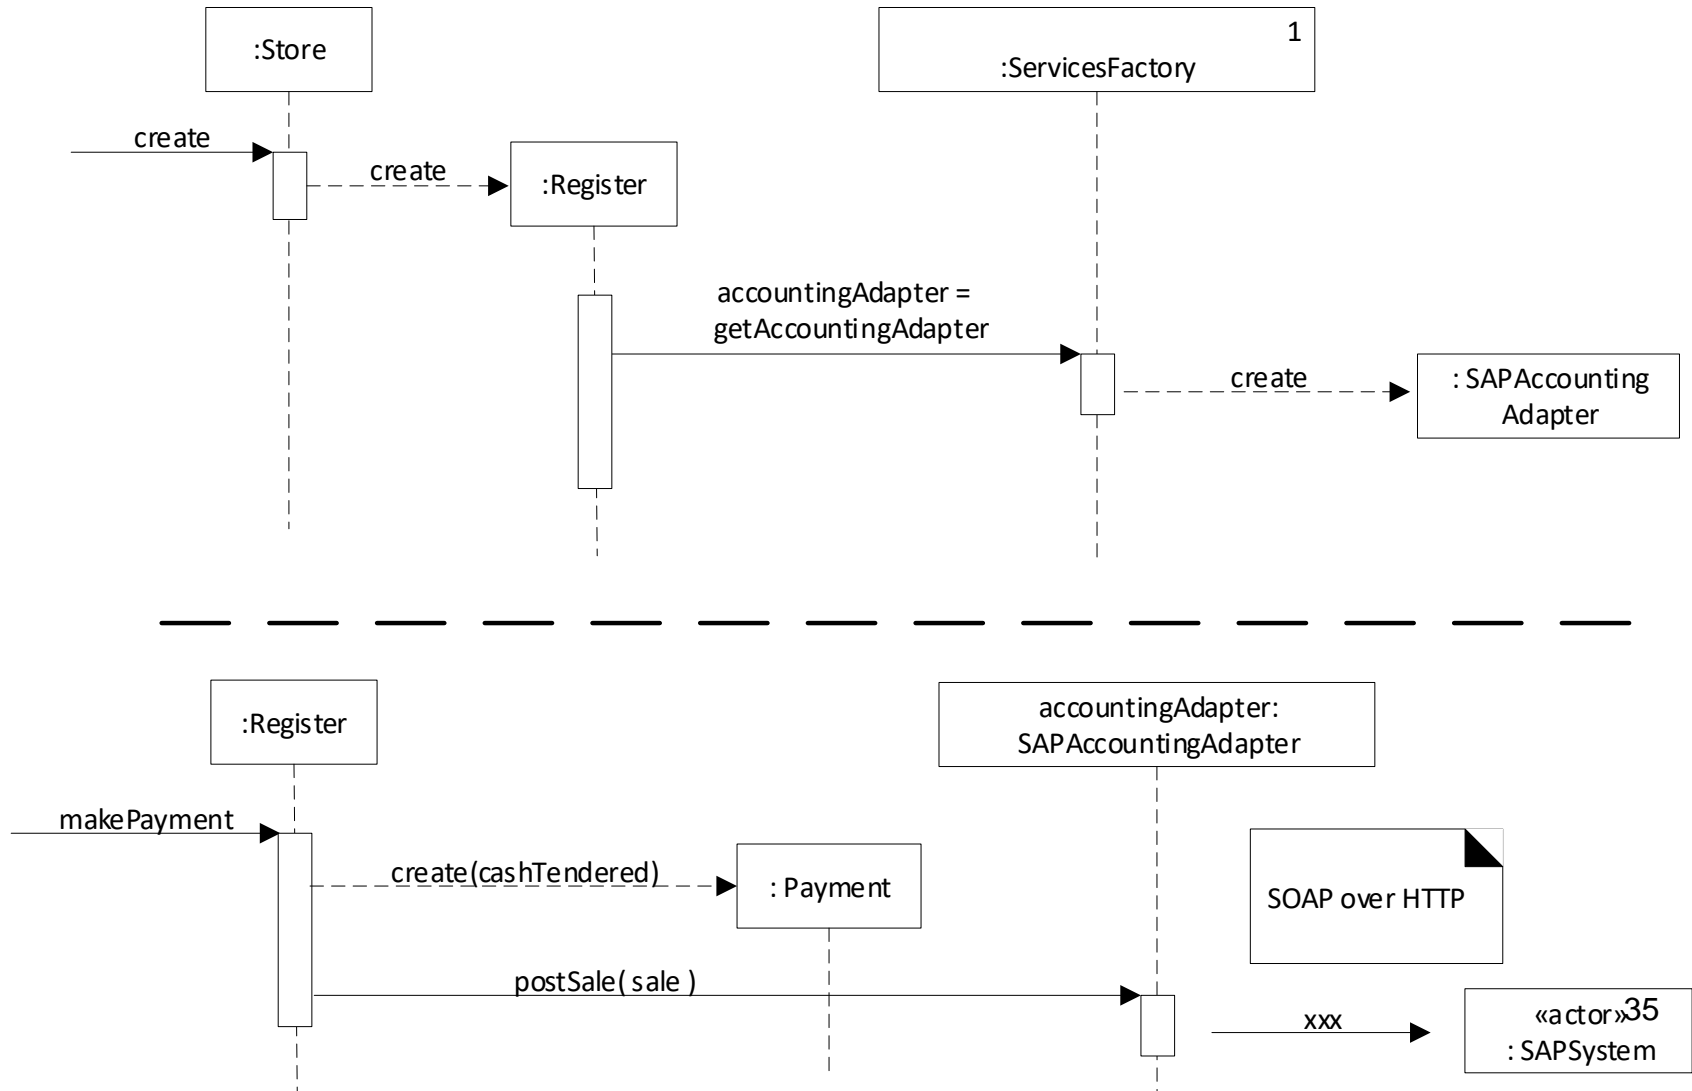 :Store
1
:ServicesFactory
create
create
:Register
accountingAdapter =
getAccountingAdapter
create
: SAPAccounting
Adapter
:Register
accountingAdapter:
SAPAccountingAdapter
makePayment
create(cashTendered)
: Payment
SOAP over HTTP
postSale( sale )
xxx
«actor»35
: SAPSystem